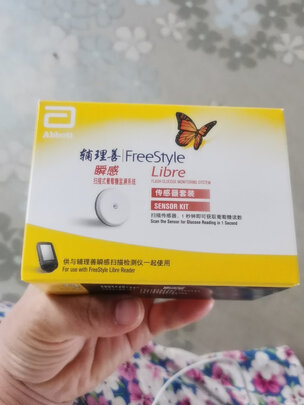 Abbott
辅理善 FreeStyle
瞬感 Libre
扫描式葡萄糖监测系统 FLASH GLUCOSE MONITORING SYSTEM
传感器套装
SENSOR KIT
扫描传感器，1 秒钟即可获取葡萄糖读数
Scan the Sensor for Glucose Reading in 1 Second
供与辅理善瞬感扫描检测仪一起使用
For use with FreeStyle Libre Reader